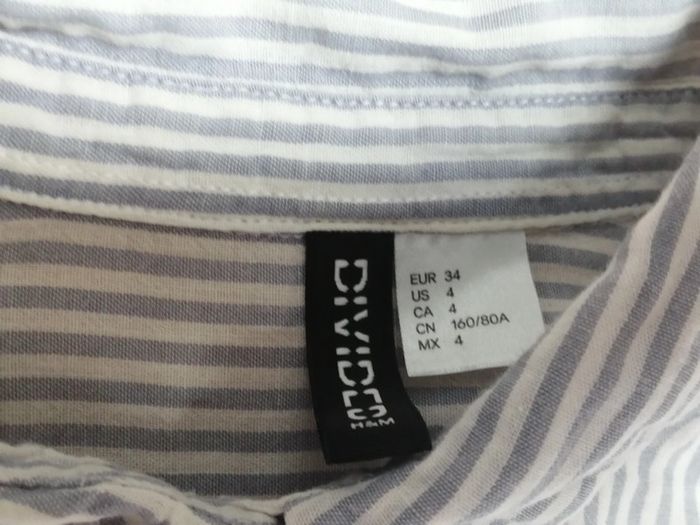 DIVIDED
H&M
EUR 34
US 4
CA 4
CN 160/80A
MX 4